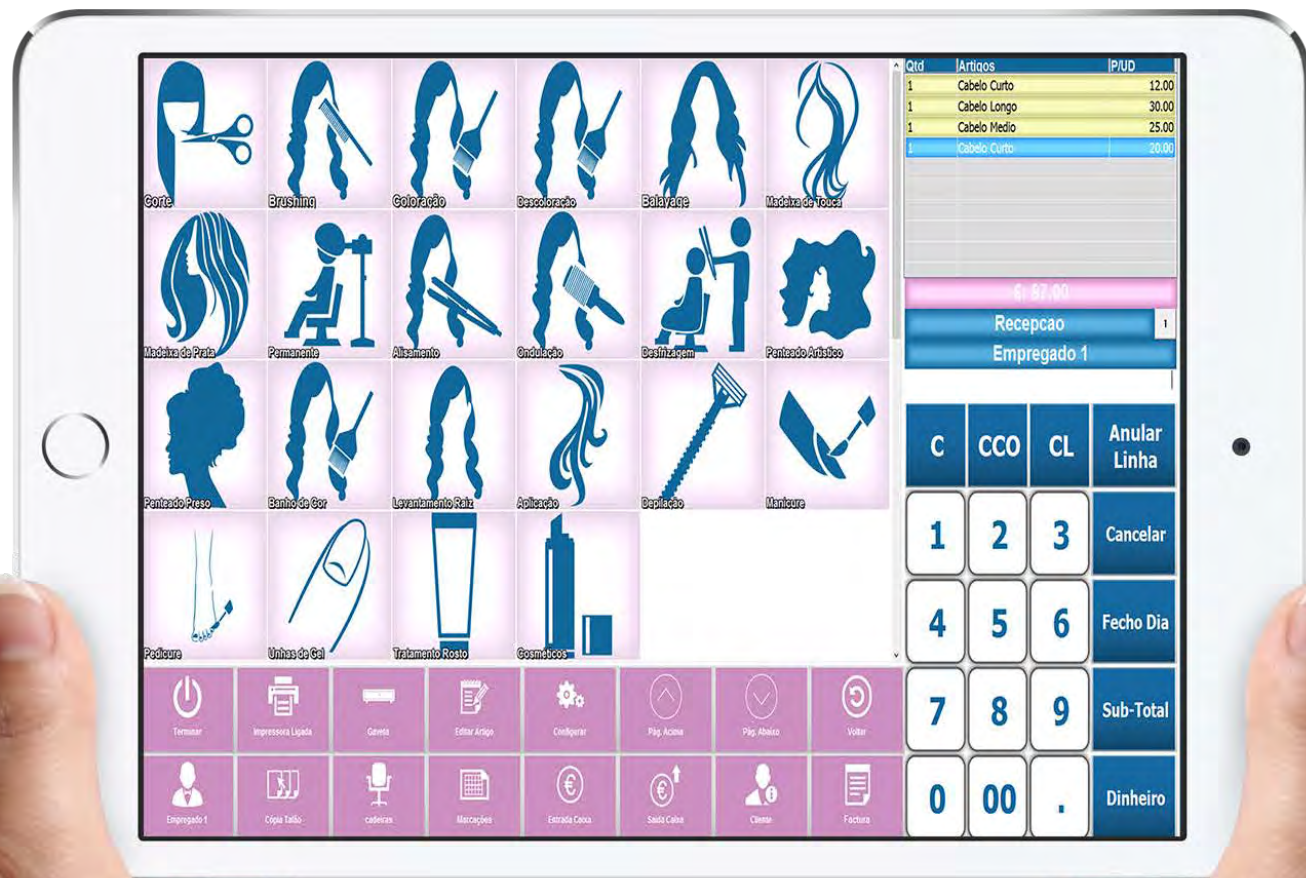 Corte
Brushing
Coloração
Descoloração
Balayage
Madeixa de Touca
Madeixa de Prata
Permanente
Alisamento
Ondulação
Desfrizagem
Penteado Artistico
Penteado Preso
Banho de Cor
Levantamento Raiz
Aplicação
Depilação
Manicure
Pedicure
Unhas de Gel
Tratamento Rosto
Cosmeticos
Terminar
Impressora Ligada
Gaveta
Editar Artigo
Configurar
Pág. Acima
Pág. Abaixo
Voltar
Empregado 1
Cópia Talão
cadeiras
Marcações
Entrada Caixa
Saída Caixa
Cliente
Factura
Qtd Artigos P/UD
1 Cabelo Curto 12.00
1 Cabelo Longo 30.00
1 Cabelo Medio 25.00
1 Cabelo Curto 20.00
€: 87.00
Recepcao 1
Empregado 1
C CCO CL Anular
Linha
1 2 3 Cancelar
4 5 6 Fecho Dia
7 8 9 Sub-Total
0 00 . Dinheiro